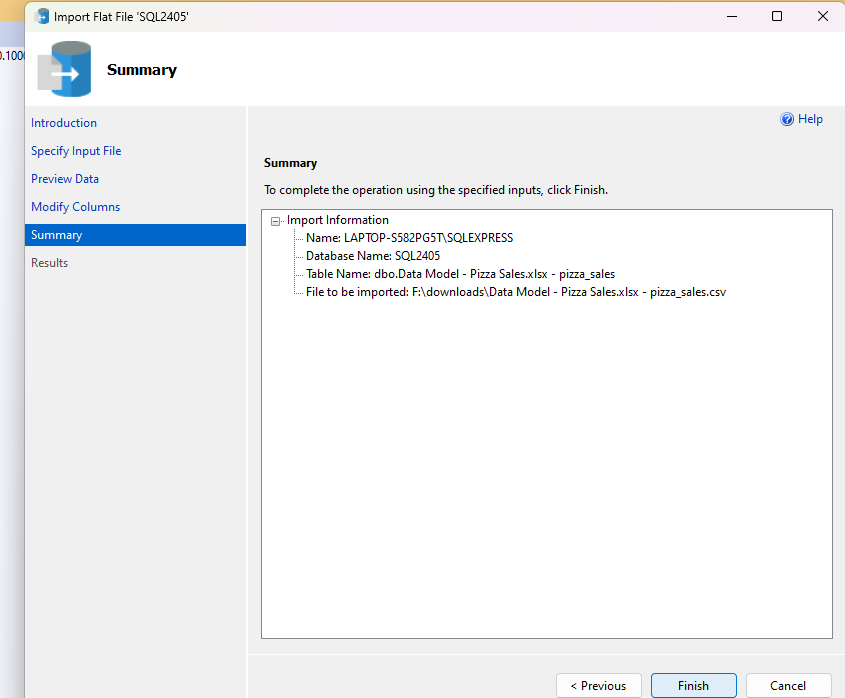 Import Flat File 'SQL2405'
Summary
Introduction
Specify Input File
Preview Data
Modify Columns
Summary
Results
Help
Summary
To complete the operation using the specified inputs, click Finish.
Import Information
Name: LAPTOP-S582PG5T\SQLEXPRESS
Database Name: SQL2405
Table Name: dbo.Data Model - Pizza Sales.xlsx - pizza_sales
File to be imported: F:\downloads\Data Model - Pizza Sales.xlsx - pizza_sales.csv
< Previous
Finish
Cancel